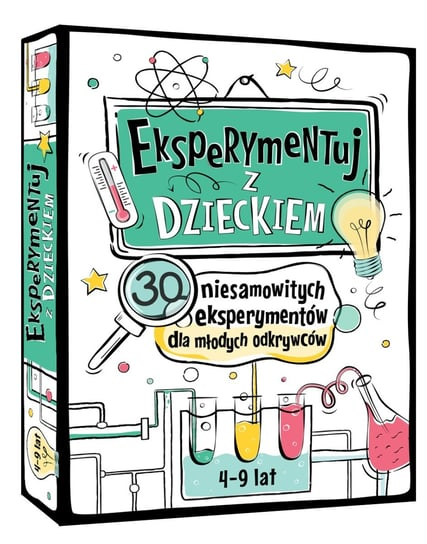 EKSPERYMENTUJ
Z
DZIECKIEM
30
niesamowitych
eksperymentów
dla młodych odkrywców
4-9 lat
EKSPERYMENTUJ
Z DZIECKIEM
4-9 lat